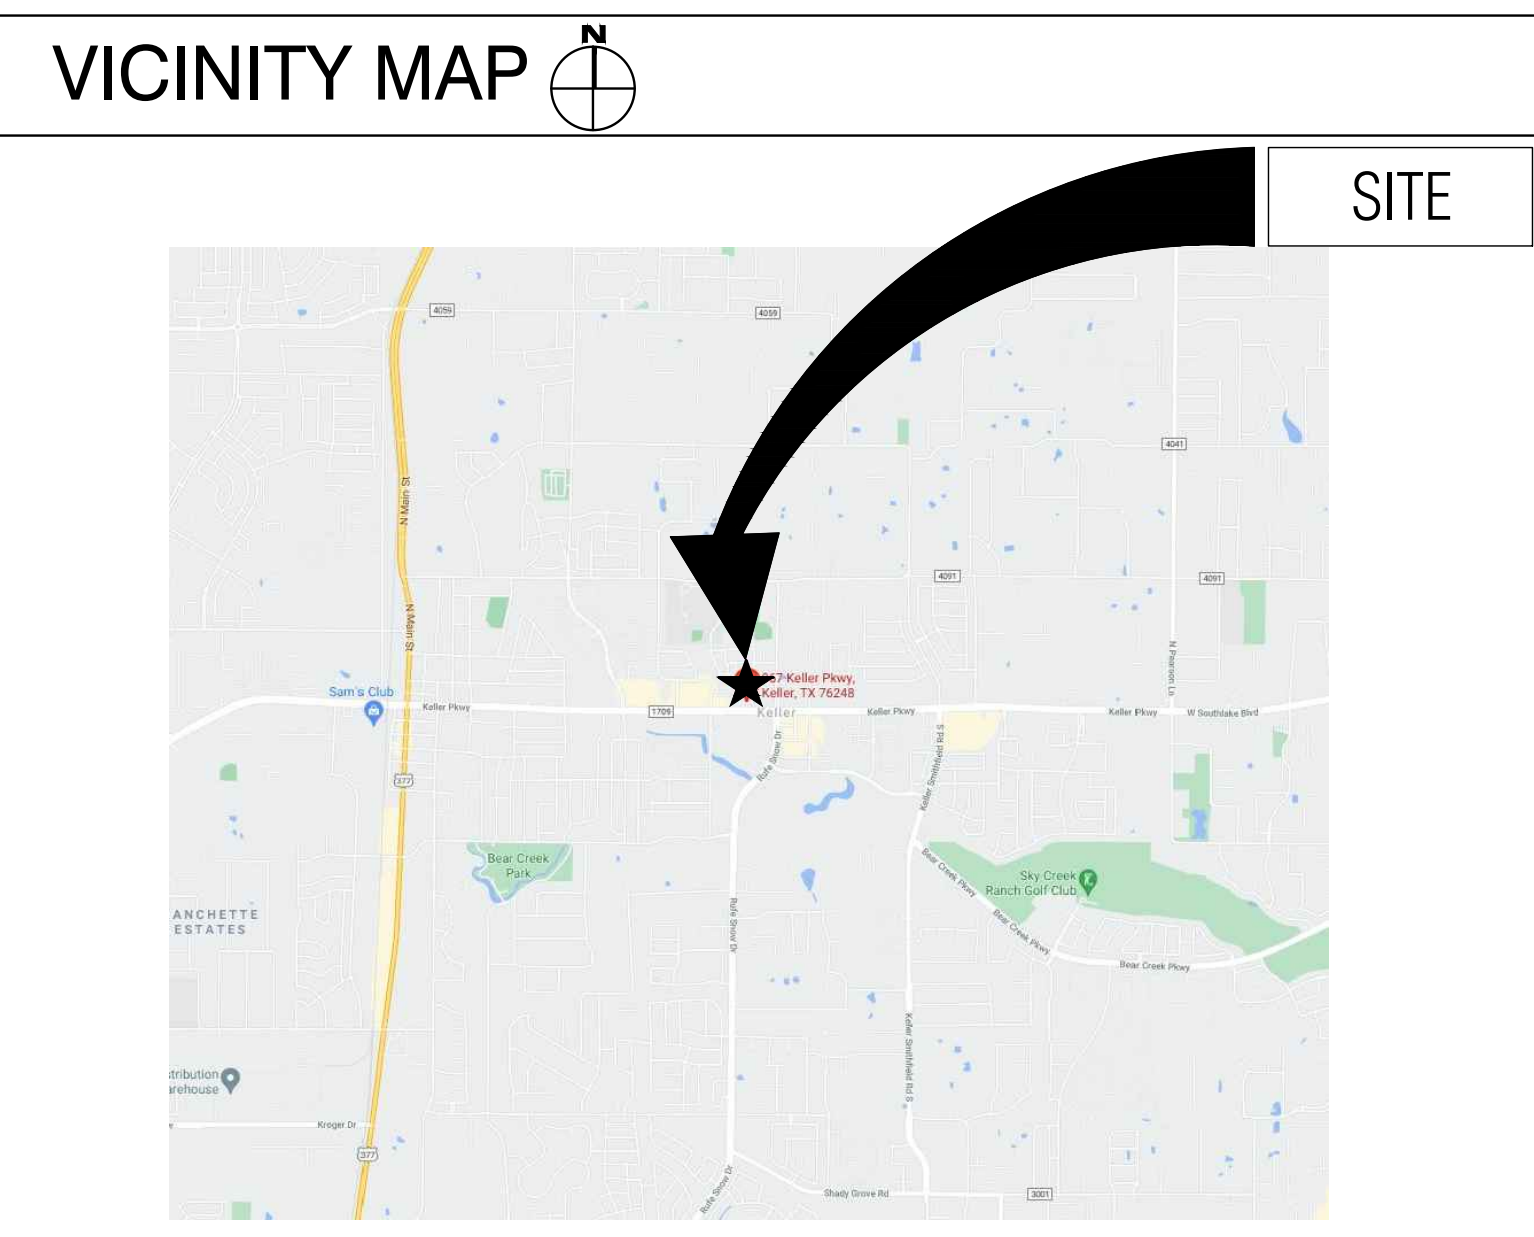 N
VICINITY MAP
SITE
4059
4059
4041
N Main St
4091
4091
N Main St
N Pearson Ln
Keller Pkwy,
Keller, TX 76248
Sam's Club
Keller Pkwy
1709
Keller
Keller Pkwy
Keller Pkwy
W Southlake Blvd
Rufe Snow Dr
Keller Smithfield Rd S
377
Bear Creek
Park
Bear Creek Pkwy
Sky Creek
Ranch Golf Club
Rufe Snow Dr
ANCHETTE
ESTATES
Bear Creek Pkwy
Bear Creek Pkwy
Keller Smithfield Rd S
stribution
arehouse
Kroger Dr
377
Rufe Snow Dr
Shady Grove Rd
3001